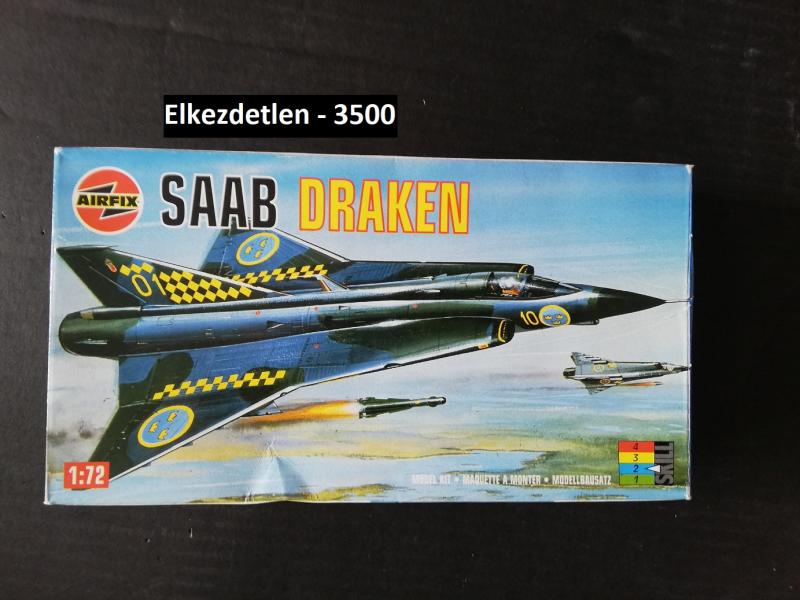 Elkezdetlen - 3500
AIRFIX
SAAB DRAKEN
01
10
1:72
MODEL KIT • MAQUETTE A MONTER • MODELLBAUSATZ
4
3
2
1
SKILL